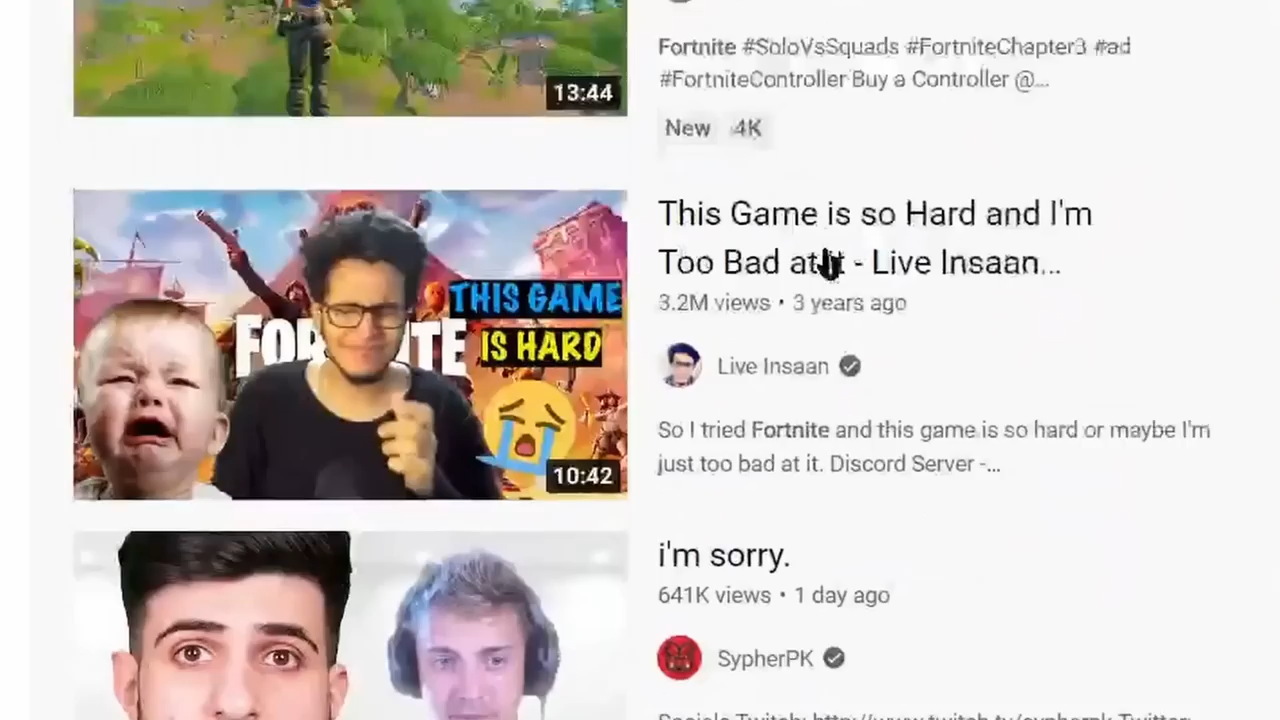 13:44
Fortnite #SoloVsSquads #FortniteChapter3 #ad
#FortniteController Buy a Controller @...
New 4K
This Game is so Hard and I'm
Too Bad at it - Live Insaan...
3.2M views • 3 years ago
THIS GAME
IS HARD
10:42
Live Insaan
So I tried Fortnite and this game is so hard or maybe I'm
just too bad at it. Discord Server -...
i'm sorry.
641K views • 1 day ago
SypherPK